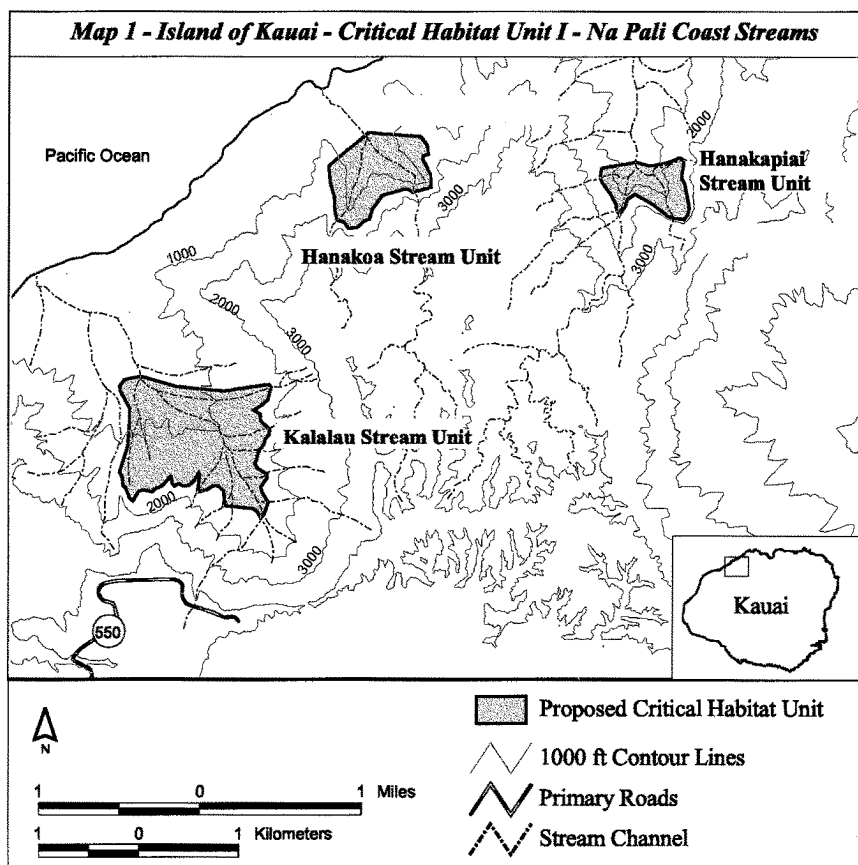 Map 1 - Island of Kauai - Critical Habitat Unit I - Na Pali Coast Streams
Pacific Ocean
2000
Hanakapiai
Stream Unit
3000
Hanakoa Stream Unit
1000
3000
2000
3000
Kalalau Stream Unit
2000
3000
550
Kauai
N
1 0 1 Miles
1 0 1 Kilometers
Proposed Critical Habitat Unit
1000 ft Contour Lines
Primary Roads
Stream Channel